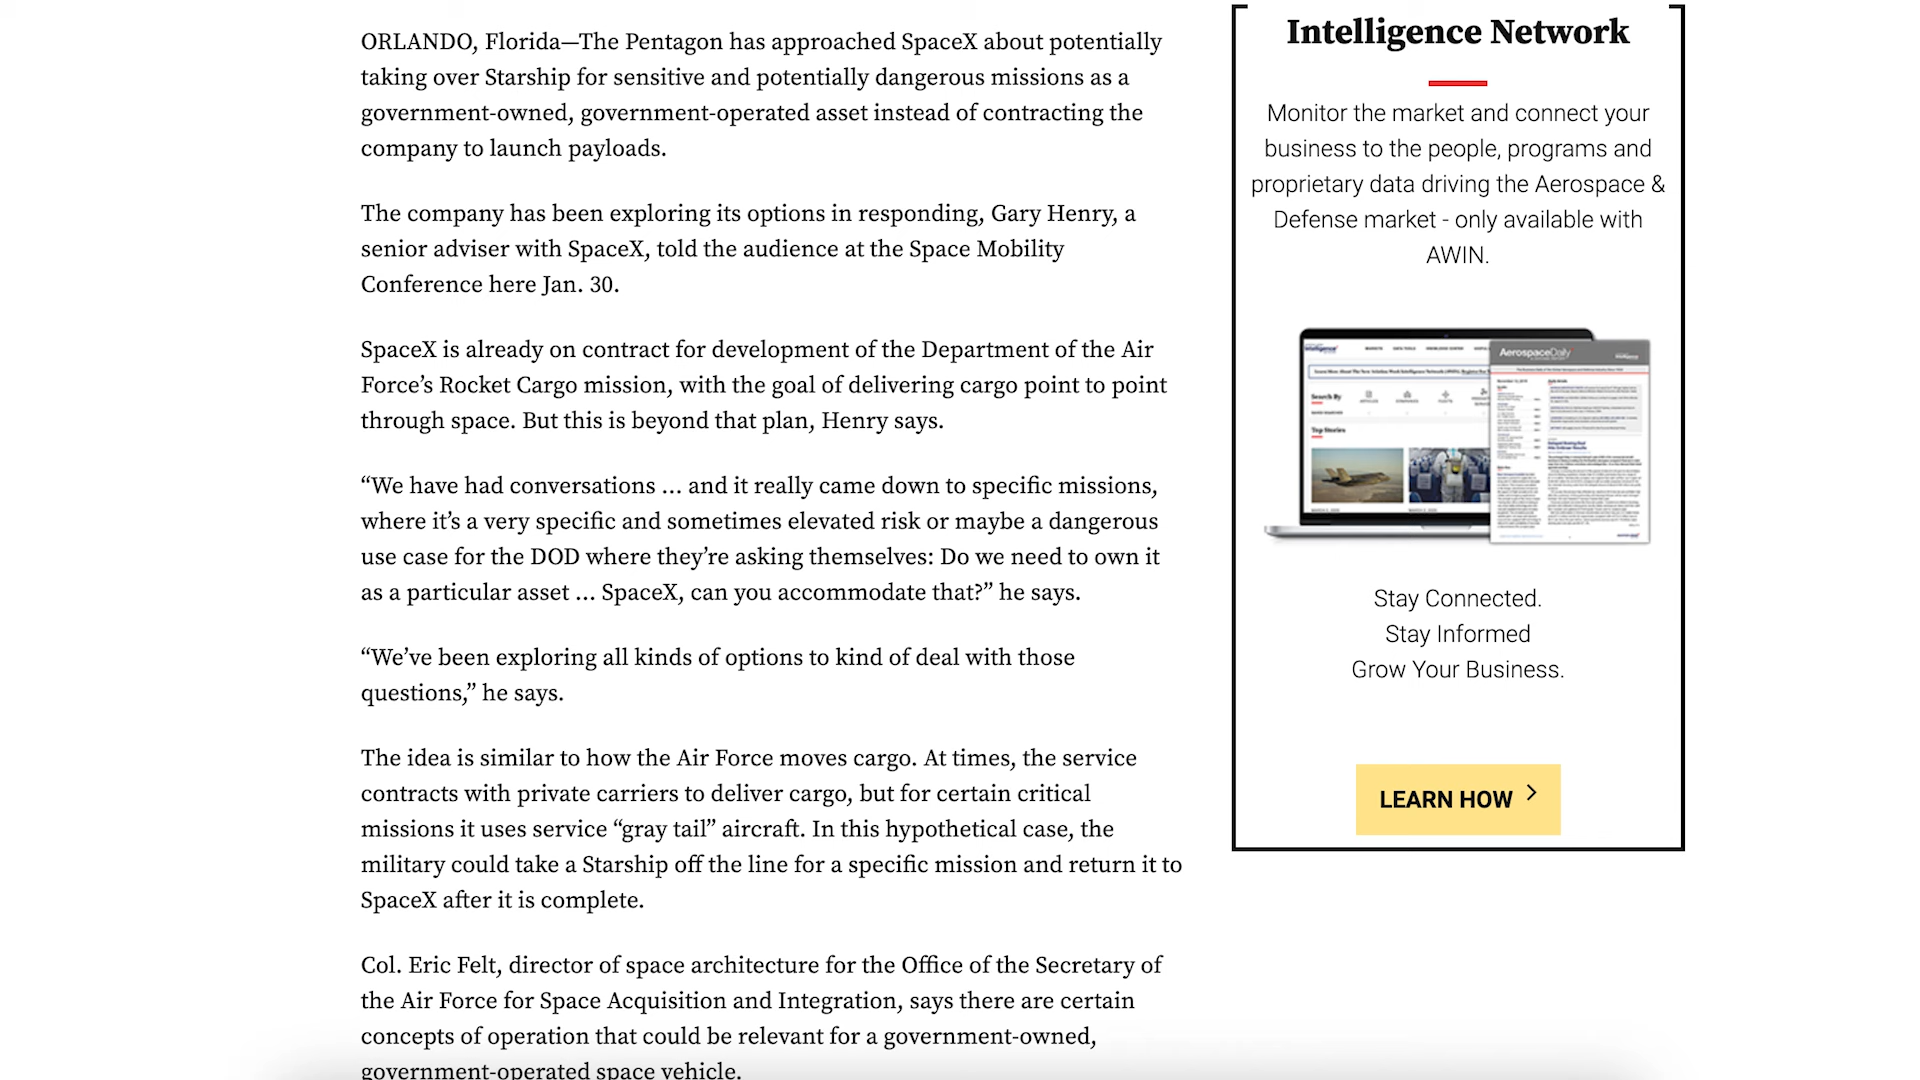 ORLANDO, Florida—The Pentagon has approached SpaceX about potentially
taking over Starship for sensitive and potentially dangerous missions as a
government-owned, government-operated asset instead of contracting the
company to launch payloads.
The company has been exploring its options in responding, Gary Henry, a
senior adviser with SpaceX, told the audience at the Space Mobility
Conference here Jan. 30.
SpaceX is already on contract for development of the Department of the Air
Force’s Rocket Cargo mission, with the goal of delivering cargo point to point
through space. But this is beyond that plan, Henry says.
“We have had conversations … and it really came down to specific missions,
where it’s a very specific and sometimes elevated risk or maybe a dangerous
use case for the DOD where they’re asking themselves: Do we need to own it
as a particular asset … SpaceX, can you accommodate that?” he says.
“We’ve been exploring all kinds of options to kind of deal with those
questions,” he says.
The idea is similar to how the Air Force moves cargo. At times, the service
contracts with private carriers to deliver cargo, but for certain critical
missions it uses service “gray tail” aircraft. In this hypothetical case, the
military could take a Starship off the line for a specific mission and return it to
SpaceX after it is complete.
Col. Eric Felt, director of space architecture for the Office of the Secretary of
the Air Force for Space Acquisition and Integration, says there are certain
concepts of operation that could be relevant for a government-owned,
government-operated space vehicle.
Intelligence Network
Monitor the market and connect your
business to the people, programs and
proprietary data driving the Aerospace &
Defense market - only available with
AWIN.
AerospaceDaily
Search By
Top Stories
Stay Connected.
Stay Informed
Grow Your Business.
LEARN HOW